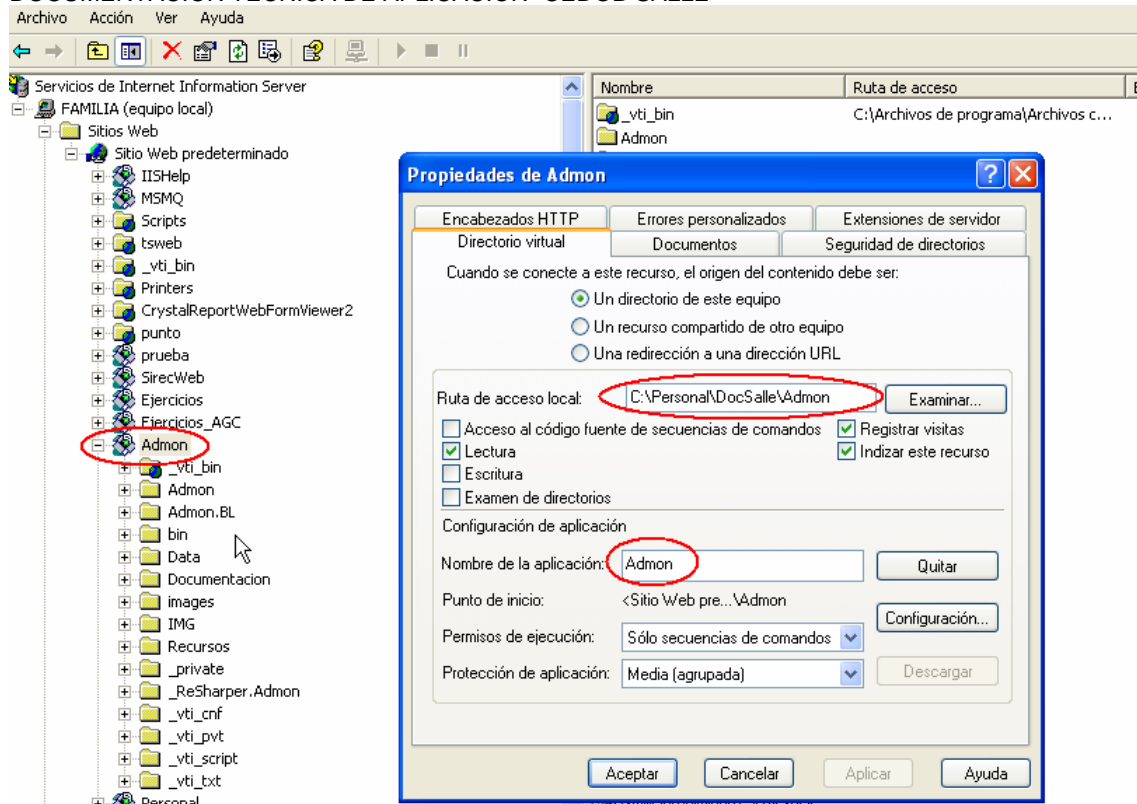 Archivo Acción Ver Ayuda
Servicios de Internet Information Server
FAMILIA (equipo local)
Sitios Web
Sitio Web predeterminado
IISHelp
MSMQ
Scripts
tsweb
_vti_bin
Printers
CrystalReportWebFormViewer2
punto
prueba
SirecWeb
Ejercicios
Ejercicios_AGC
Admon
_vti_bin
Admon
Admon.BL
bin
Data
Documentacion
images
IMG
Recursos
_private
_ReSharper.Admon
_vti_cnf
_vti_pvt
_vti_script
_vti_txt
Personal
Nombre Ruta de acceso
_vti_bin C:\Archivos de programa\Archivos c...
Admon
Propiedades de Admon
Encabezados HTTP Errores personalizados Extensiones de servidor
Directorio virtual Documentos Seguridad de directorios
Cuando se conecte a este recurso, el origen del contenido debe ser:
Un directorio de este equipo
Un recurso compartido de otro equipo
Una redirección a una dirección URL
Ruta de acceso local: C:\Personal\DocSalle\Admon Examinar...
Acceso al código fuente de secuencias de comandos Registrar visitas
Lectura Indizar este recurso
Escritura
Examen de directorios
Configuración de aplicación
Nombre de la aplicación: Admon Quitar
Punto de inicio: <Sitio Web pre...\Admon
Configuración...
Permisos de ejecución: Sólo secuencias de comandos
Protección de aplicación: Media (agrupada) Descargar
Aceptar Cancelar Aplicar Ayuda